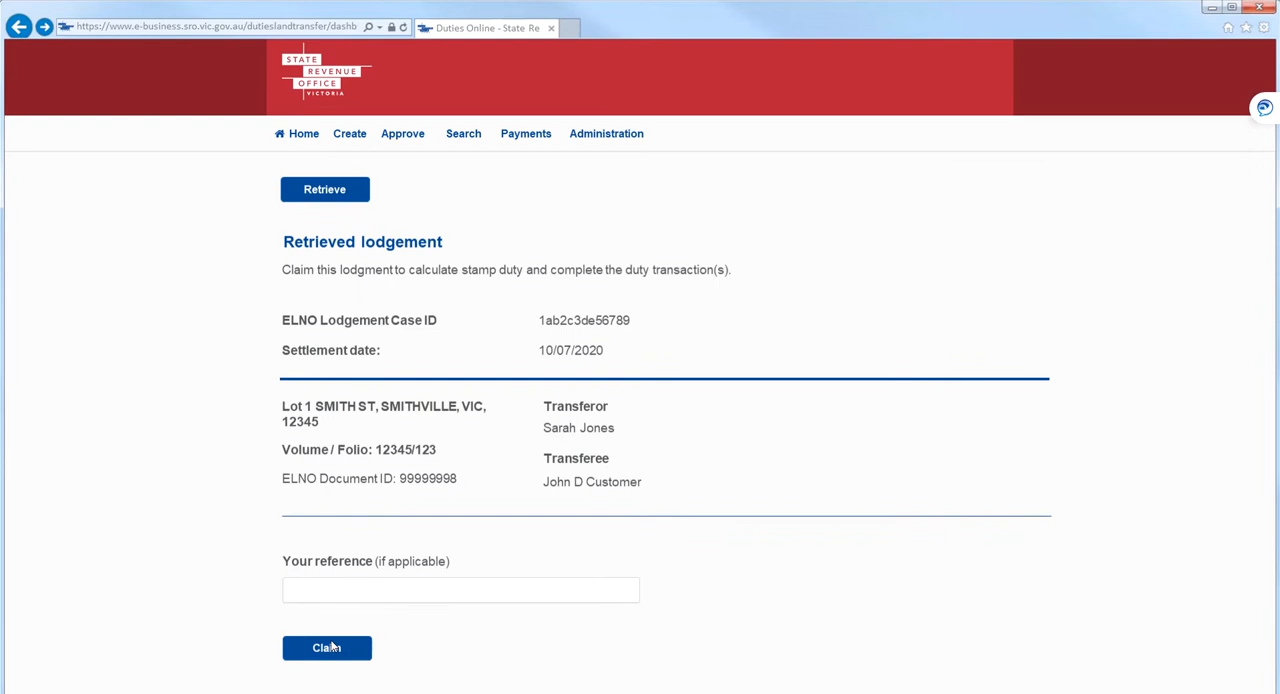 https://www.e-business.sro.vic.gov.au/dutieslandtransfer/dashb
Duties Online - State Re
STATE
REVENUE
OFFICE
VICTORIA
Home Create Approve Search Payments Administration
Retrieve
Retrieved lodgement
Claim this lodgment to calculate stamp duty and complete the duty transaction(s).
ELNO Lodgement Case ID 1ab2c3de56789
Settlement date: 10/07/2020
Lot 1 SMITH ST, SMITHVILLE, VIC,
12345
Volume / Folio: 12345/123
ELNO Document ID: 99999998
Transferor
Sarah Jones
Transferee
John D Customer
Your reference (if applicable)
Claim